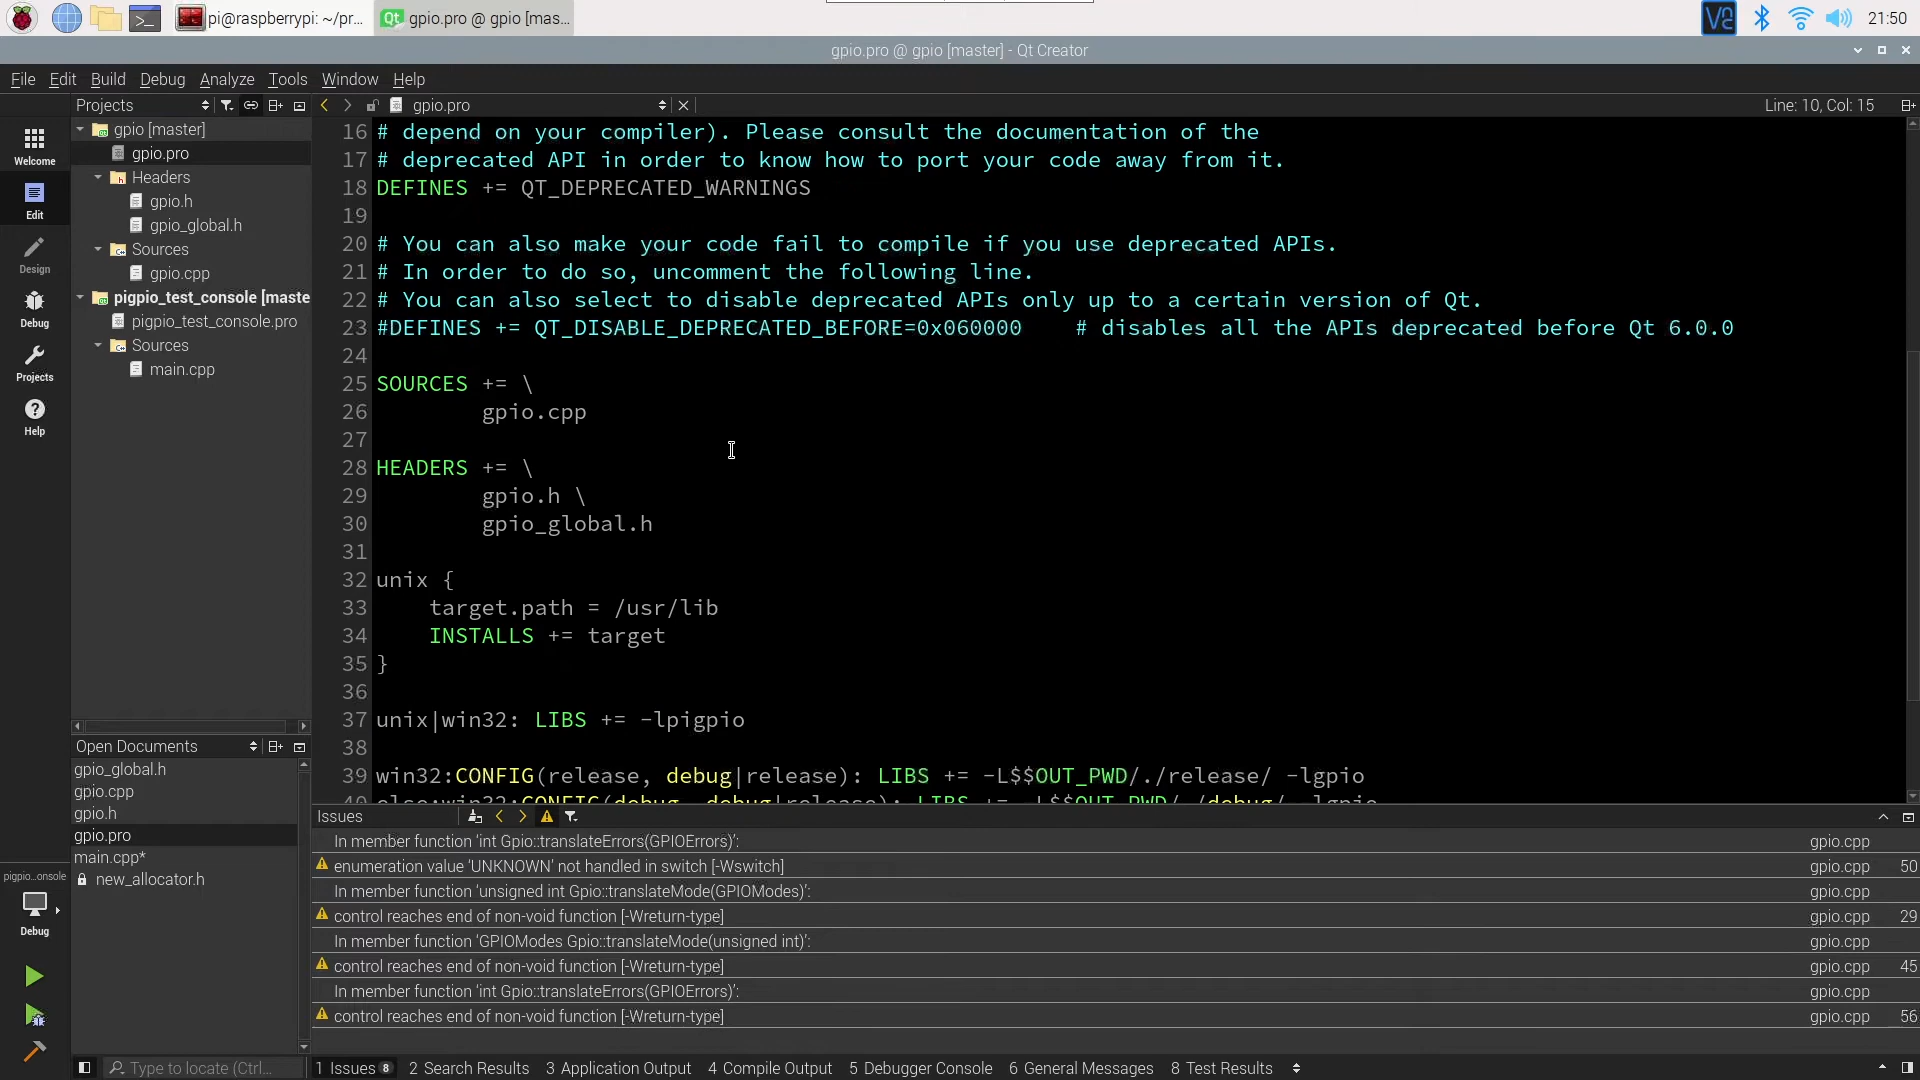 pi@raspberrypi: ~/pr...
gpio.pro @ gpio [mas...
21:50
gpio.pro @ gpio [master] - Qt Creator
File Edit Build Debug Analyze Tools Window Help
Projects
gpio.pro
Line: 10, Col: 15
Welcome
Edit
Design
Debug
Projects
Help
gpio [master]
gpio.pro
Headers
gpio.h
gpio_global.h
Sources
gpio.cpp
pigpio_test_console [maste
pigpio_test_console.pro
Sources
main.cpp
16 # depend on your compiler). Please consult the documentation of the
17 # deprecated API in order to know how to port your code away from it.
18 DEFINES += QT_DEPRECATED_WARNINGS
19
20 # You can also make your code fail to compile if you use deprecated APIs.
21 # In order to do so, uncomment the following line.
22 # You can also select to disable deprecated APIs only up to a certain version of Qt.
23 #DEFINES += QT_DISABLE_DEPRECATED_BEFORE=0x060000    # disables all the APIs deprecated before Qt 6.0.0
24
25 SOURCES += \
26         gpio.cpp
27
28 HEADERS += \
29         gpio.h \
30         gpio_global.h
31
32 unix {
33     target.path = /usr/lib
34     INSTALLS += target
35 }
36
37 unix|win32: LIBS += -lpigpio
38
39 win32:CONFIG(release, debug|release): LIBS += -L$$OUT_PWD/./release/ -lgpio
40 else:win32:CONFIG(debug, debug|release): LIBS += -L$$OUT_PWD/./debug/ -lgpio
Open Documents
gpio_global.h
gpio.cpp
gpio.h
gpio.pro
main.cpp*
new_allocator.h
pigpio...onsole
Debug
Issues
In member function ‘int Gpio::translateErrors(GPIOErrors)’: gpio.cpp
enumeration value ‘UNKNOWN’ not handled in switch [-Wswitch] gpio.cpp 50
In member function ‘unsigned int Gpio::translateMode(GPIOModes)’: gpio.cpp
control reaches end of non-void function [-Wreturn-type] gpio.cpp 29
In member function ‘GPIOModes Gpio::translateMode(unsigned int)’: gpio.cpp
control reaches end of non-void function [-Wreturn-type] gpio.cpp 45
In member function ‘int Gpio::translateErrors(GPIOErrors)’: gpio.cpp
control reaches end of non-void function [-Wreturn-type] gpio.cpp 56
Type to locate (Ctrl...
1 Issues 8 2 Search Results 3 Application Output 4 Compile Output 5 Debugger Console 6 General Messages 8 Test Results